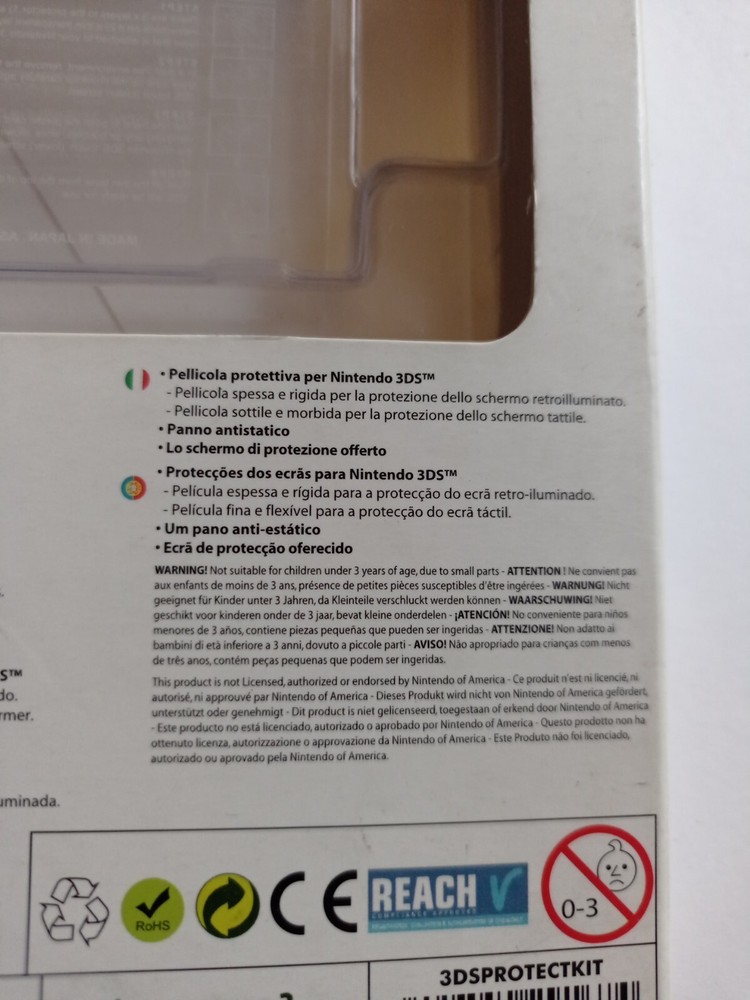 • Pellicola protettiva per Nintendo 3DS™
- Pellicola spessa e rigida per la protezione dello schermo retroilluminato.
- Pellicola sottile e morbida per la protezione dello schermo tattile.
• Panno antistatico
• Lo schermo di protezione offerto
• Protecções dos ecrãs para Nintendo 3DS™
- Película espessa e rígida para a protecção do ecrã retro-iluminado.
- Película fina e flexível para a protecção do ecrã táctil.
• Um pano anti-estático
• Ecrã de protecção oferecido
WARNING! Not suitable for children under 3 years of age, due to small parts - ATTENTION ! Ne convient pas
aux enfants de moins de 3 ans, présence de petites pièces susceptibles d'être ingérées - WARNUNG! Nicht
geeignet für Kinder unter 3 Jahren, da Kleinteile verschluckt werden können - WAARSCHUWING! Niet
geschikt voor kinderen onder de 3 jaar, bevat kleine onderdelen - ¡ATENCIÓN! No conveniente para niños
menores de 3 años, contiene piezas pequeñas que pueden ser ingeridas - ATTENZIONE! Non adatto ai
bambini di età inferiore a 3 anni, dovuto a piccole parti - AVISO! Não apropriado para crianças com menos
de três anos, contém peças pequenas que podem ser ingeridas.
This product is not Licensed, authorized or endorsed by Nintendo of America - Ce produit n'est ni licencié, ni
autorisé, ni approuvé par Nintendo of America - Dieses Produkt wird nicht von Nintendo of America gefördert,
unterstützt oder genehmigt - Dit product is niet gelicenseerd, toegestaan of erkend door Nintendo of America
- Este producto no está licenciado, autorizado o aprobado por Nintendo of America - Questo prodotto non ha
ottenuto licenza, autorizzazione o approvazione da Nintendo of America - Este Produto não foi licenciado,
autorizado ou aprovado pela Nintendo of America.
S™
do.
rmer.
uminada.
RoHS
CE
REACH
0-3
3DSPROTECTKIT